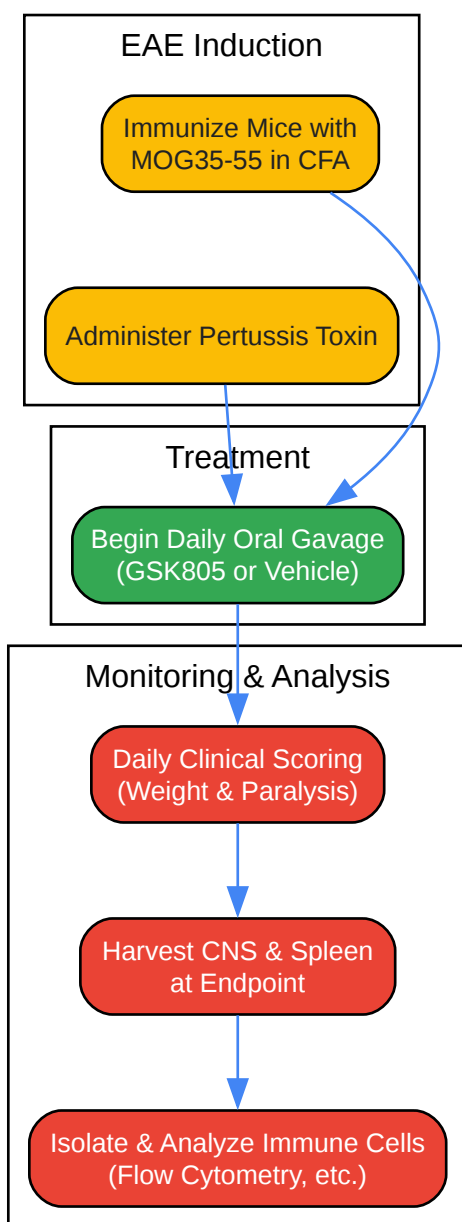 EAE Induction
Immunize Mice with
MOG35-55 in CFA
Administer Pertussis Toxin
Treatment
Begin Daily Oral Gavage
(GSK805 or Vehicle)
Monitoring & Analysis
Daily Clinical Scoring
(Weight & Paralysis)
Harvest CNS & Spleen
at Endpoint
Isolate & Analyze Immune Cells
(Flow Cytometry, etc.)